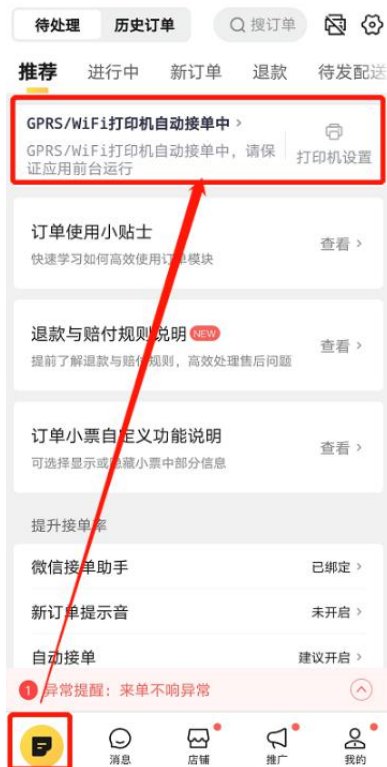 待处理 历史订单 搜订单
推荐 进行中 新订单 退款 待发配送
GPRS/WiFi打印机自动接单中 >
GPRS/WiFi打印机自动接单中，请保
证应用前台运行
打印机设置
订单使用小贴士
快速学习如何高效使用订单模块
查看 >
退款与赔付规则说明 NEW
提前了解退款与赔付规则，高效处理售后问题
查看 >
订单小票自定义功能说明
可选择显示或隐藏小票中部分信息
查看 >
提升接单率
微信接单助手 已绑定 >
新订单提示音 未开启 >
自动接单 建议开启 >
1 异常提醒：来单不响异常
消息 店铺 推广 我的